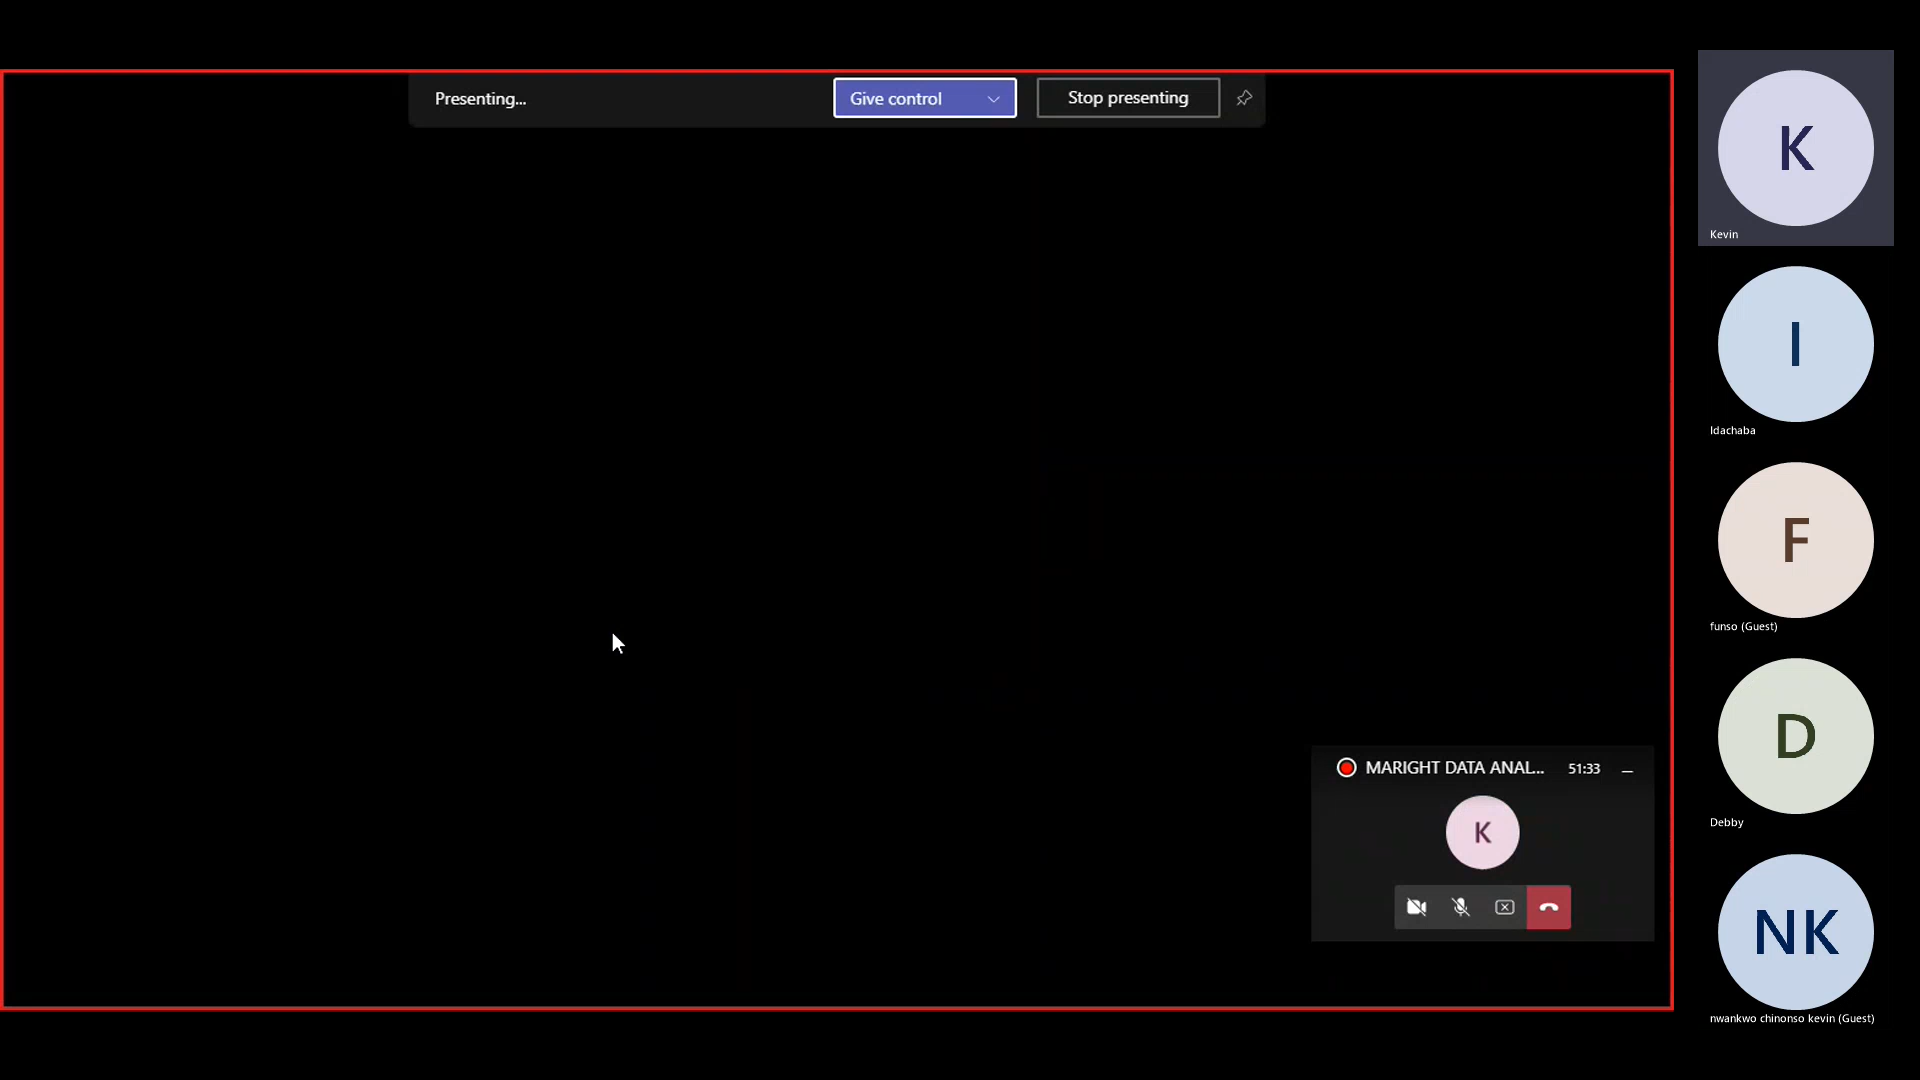 Presenting...
Give control
Stop presenting
K
Kevin
I
Idachaba
F
funso (Guest)
D
Debby
MARIGHT DATA ANAL... 51:33
K
NK
nwankwo chinonso kevin (Guest)